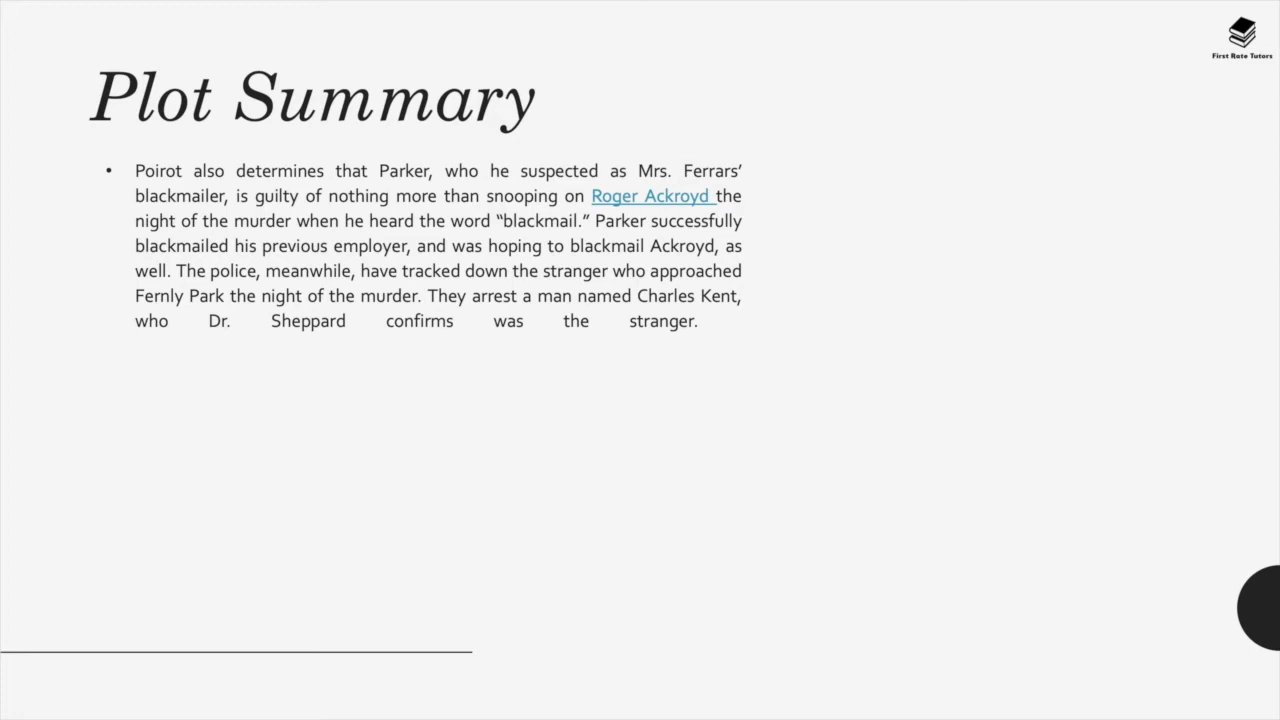 First Rate Tutors
Plot Summary
• Poirot also determines that Parker, who he suspected as Mrs. Ferrars’
blackmailer, is guilty of nothing more than snooping on Roger Ackroyd the
night of the murder when he heard the word “blackmail.” Parker successfully
blackmailed his previous employer, and was hoping to blackmail Ackroyd, as
well. The police, meanwhile, have tracked down the stranger who approached
Fernly Park the night of the murder. They arrest a man named Charles Kent,
who Dr. Sheppard confirms was the stranger.